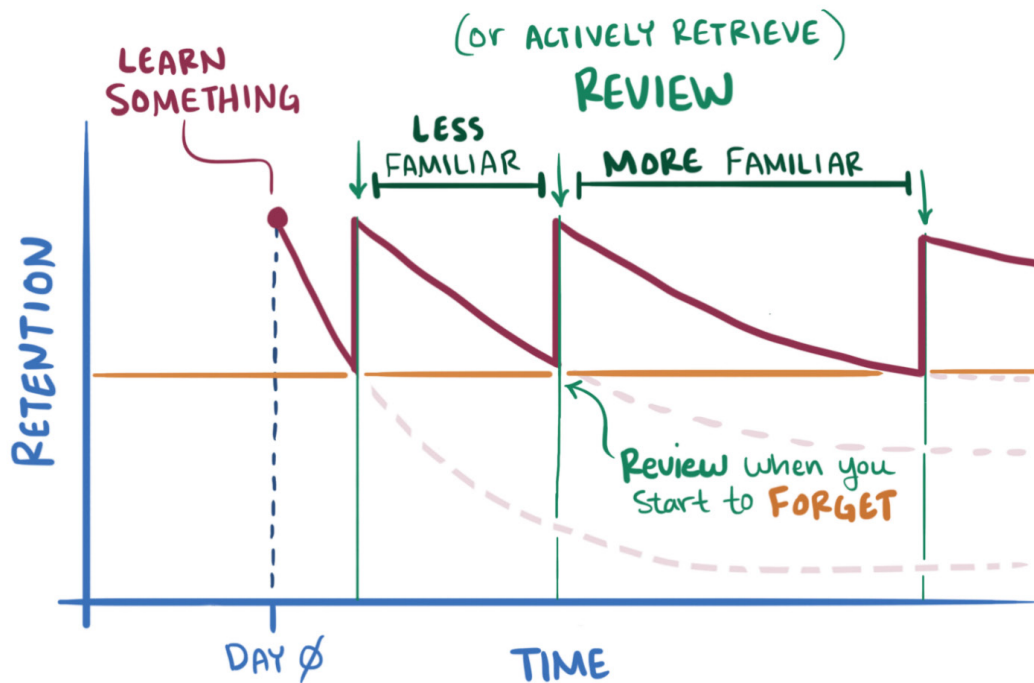 (or ACTIVELY RETRIEVE)
REVIEW
LEARN
SOMETHING
LESS
FAMILIAR
MORE FAMILIAR
RETENTION
Review when you
start to FORGET
DAY Ø
TIME